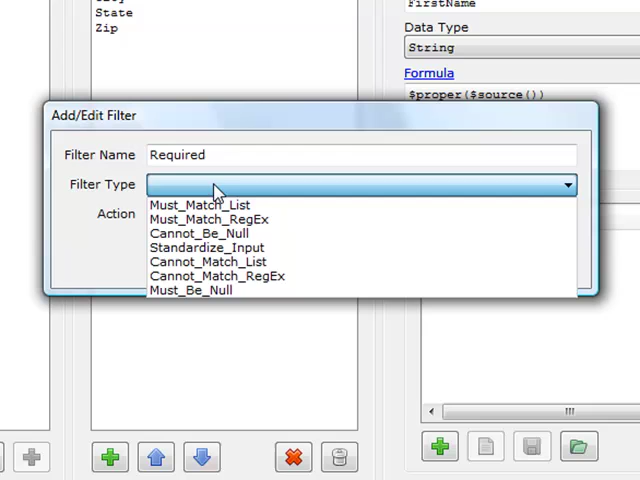 State
Zip
FirstName
Data Type
String
Formula
$proper($source())
Add/Edit Filter
Filter Name
Required
Filter Type
Action
Must_Match_List
Must_Match_RegEx
Cannot_Be_Null
Standardize_Input
Cannot_Match_List
Cannot_Match_RegEx
Must_Be_Null